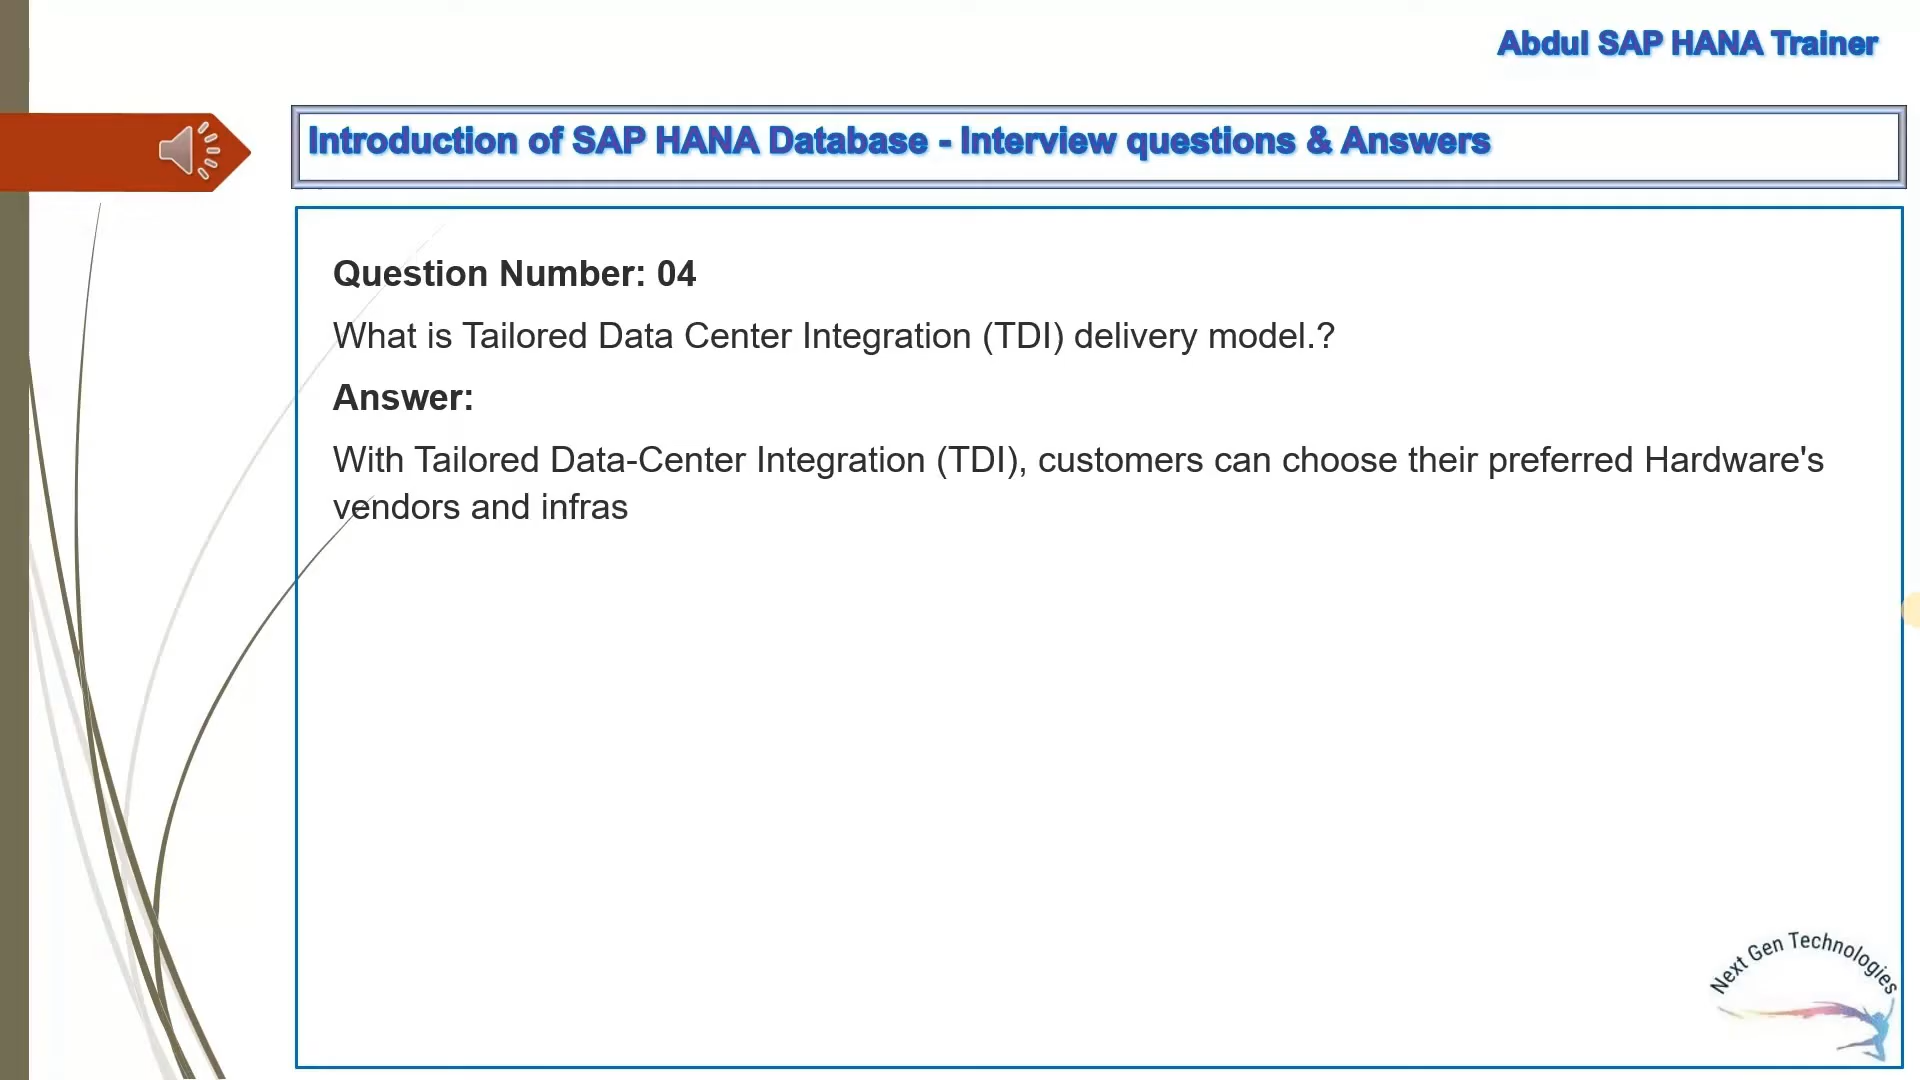 Abdul SAP HANA Trainer
Introduction of SAP HANA Database - Interview questions & Answers
Question Number: 04
What is Tailored Data Center Integration (TDI) delivery model.?
Answer:
With Tailored Data-Center Integration (TDI), customers can choose their preferred Hardware's
vendors and infras
Next Gen Technologies